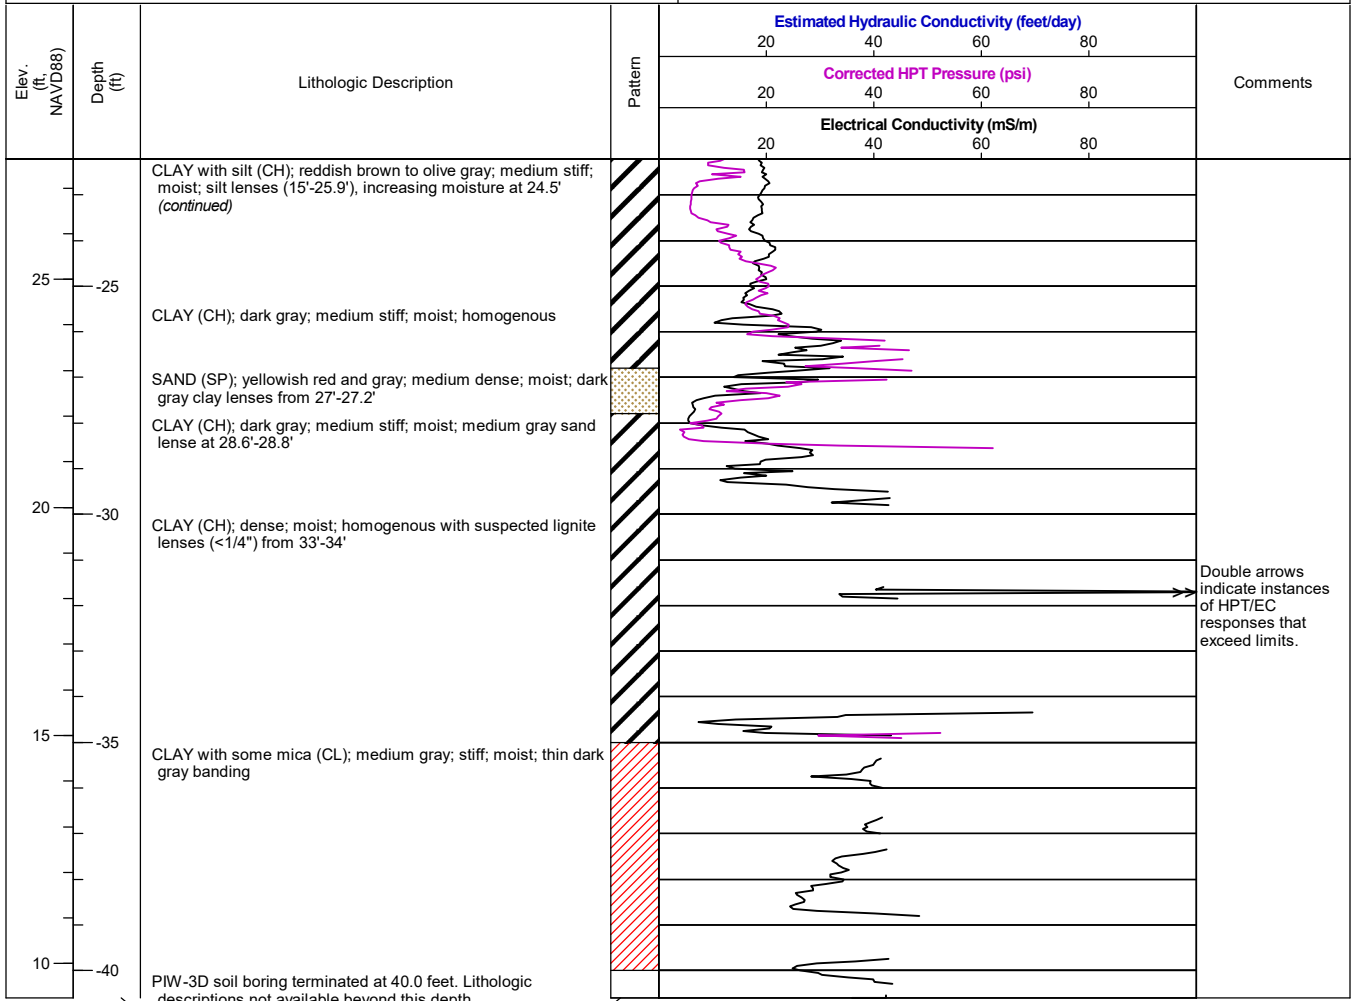 Estimated Hydraulic Conductivity (feet/day)
20 40 60 80
Corrected HPT Pressure (psi)
20 40 60 80
Electrical Conductivity (mS/m)
20 40 60 80
Elev.
(ft,
NAVD88)
Depth
(ft)
Lithologic Description
Pattern
Comments
CLAY with silt (CH); reddish brown to olive gray; medium stiff;
moist; silt lenses (15'-25.9'), increasing moisture at 24.5'
(continued)
25 -25
CLAY (CH); dark gray; medium stiff; moist; homogenous
SAND (SP); yellowish red and gray; medium dense; moist; dark
gray clay lenses from 27'-27.2'
CLAY (CH); dark gray; medium stiff; moist; medium gray sand
lense at 28.6'-28.8'
20 -30
CLAY (CH); dense; moist; homogenous with suspected lignite
lenses (<1/4") from 33'-34'
Double arrows
indicate instances
of HPT/EC
responses that
exceed limits.
15 -35
CLAY with some mica (CL); medium gray; stiff; moist; thin dark
gray banding
10 -40
PIW-3D soil boring terminated at 40.0 feet. Lithologic
descriptions not available beyond this depth